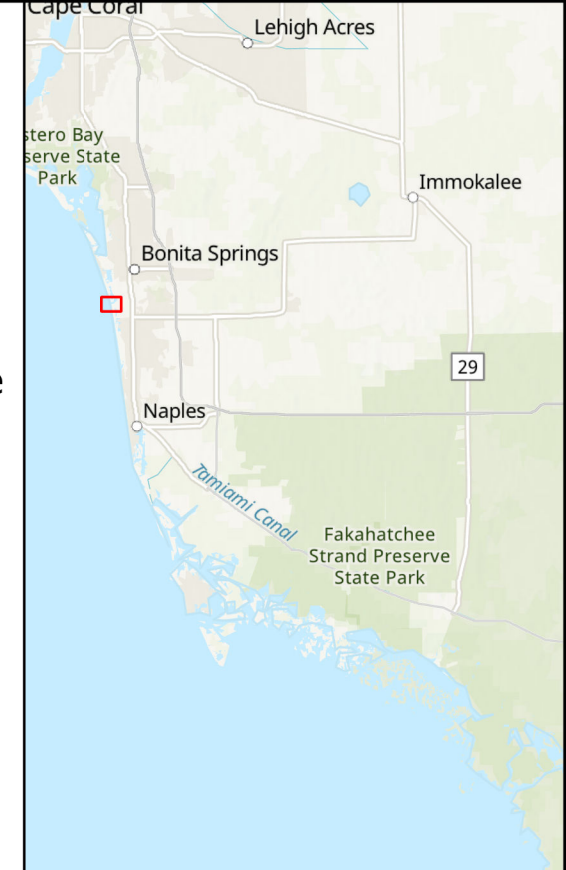 Cape Coral
Lehigh Acres
stero Bay
serve State
Park
Immokalee
Bonita Springs
29
e
Naples
Tamiami Canal
Fakahatchee
Strand Preserve
State Park